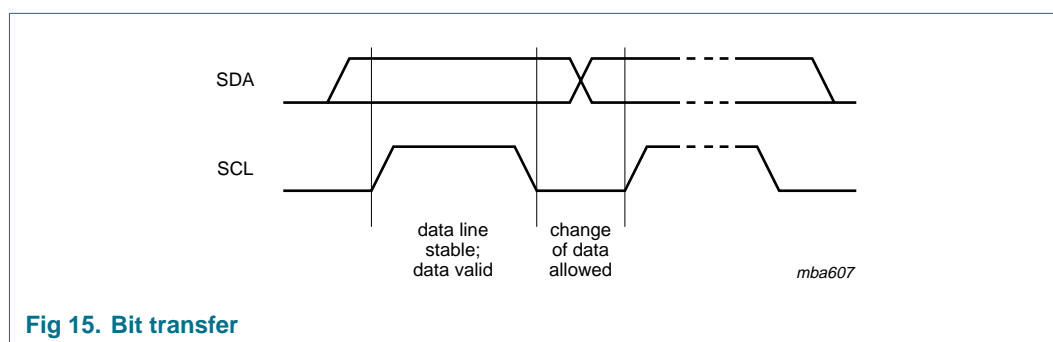 SDA
SCL
data line
stable;
data valid
change
of data
allowed
mba607
Fig 15. Bit transfer